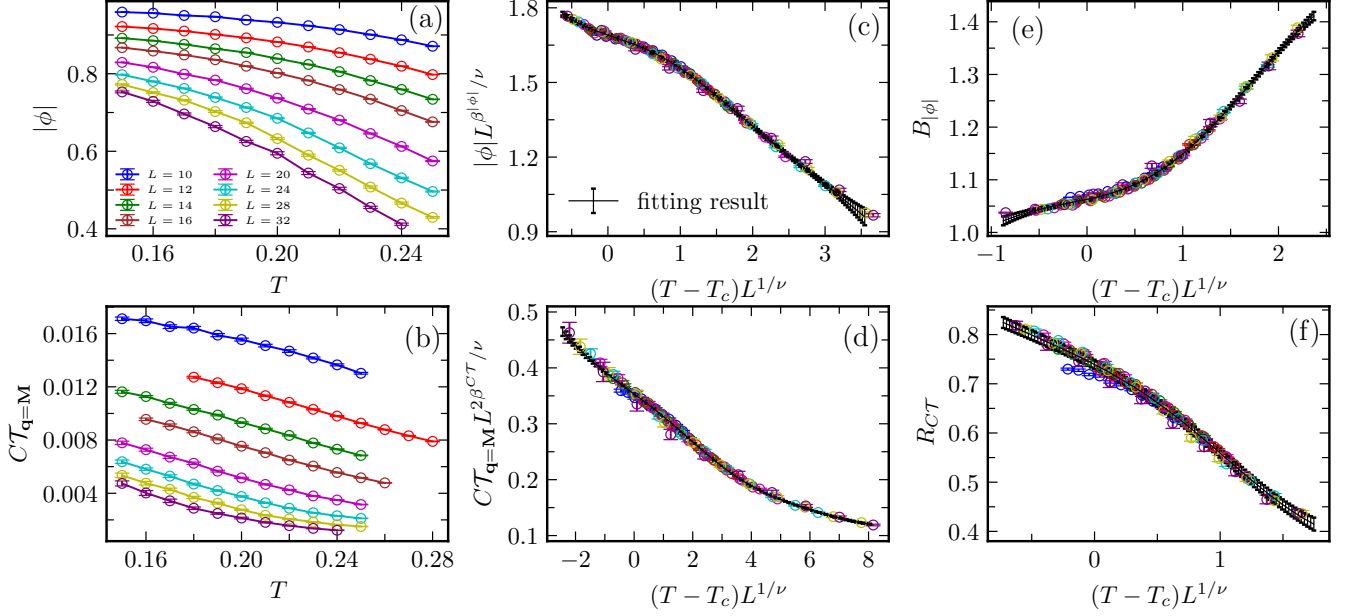 (a)
|ϕ|
0.8
0.6
0.4
0.16 0.20 0.24
T
L = 10 L = 20
L = 12 L = 24
L = 14 L = 28
L = 16 L = 32
(c)
|ϕ|L^{β^{|ϕ|}/ν}
1.8
1.5
1.2
0.9
fitting result
0 1 2 3
(T − T_c)L^{1/ν}
(e)
B_{|ϕ|}
1.4
1.3
1.2
1.1
1.0
−1 0 1 2
(T − T_c)L^{1/ν}
(b)
C𝒯_{q=M}
0.016
0.012
0.008
0.004
0.16 0.20 0.24 0.28
T
(d)
C𝒯_{q=M}L^{2β^{C𝒯}/ν}
0.5
0.4
0.3
0.2
0.1
−2 0 2 4 6 8
(T − T_c)L^{1/ν}
(f)
R_{C𝒯}
0.8
0.7
0.6
0.5
0.4
0 1
(T − T_c)L^{1/ν}